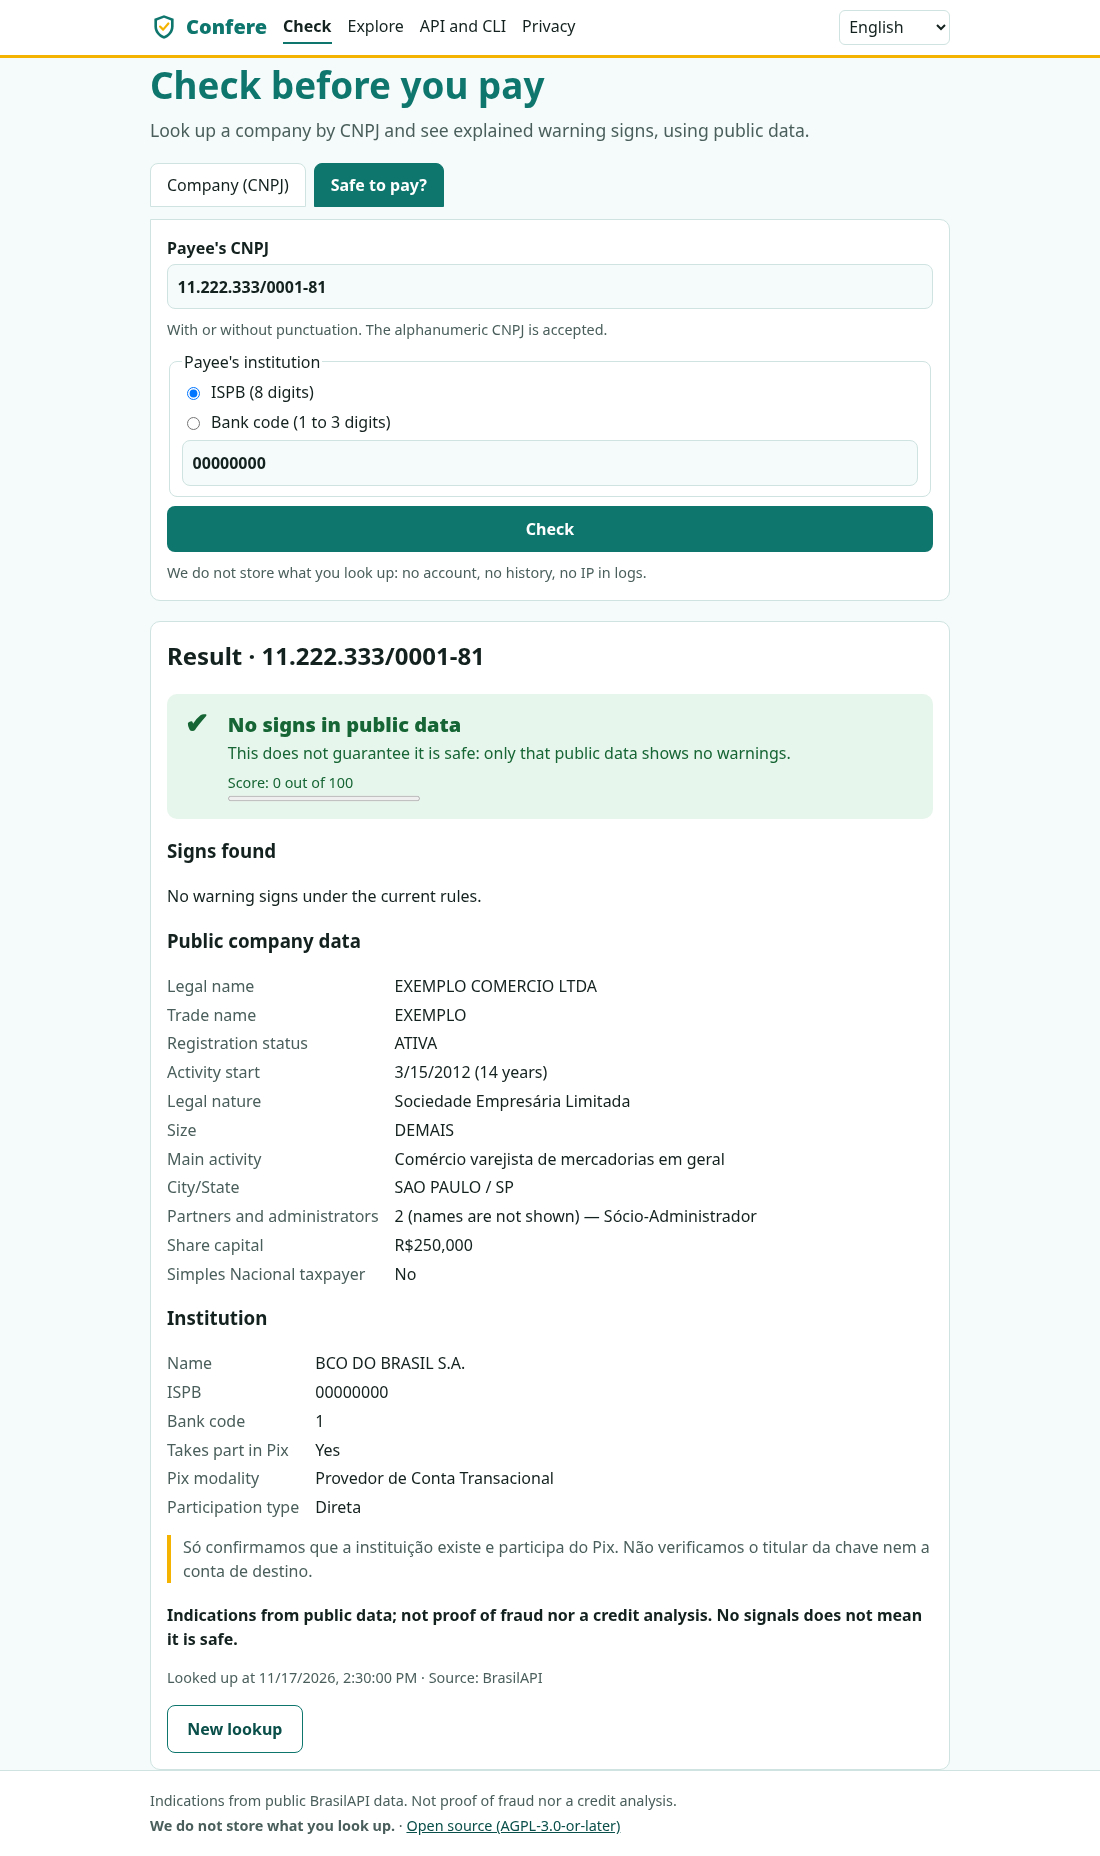 Confere Check Explore API and CLI Privacy English
Check before you pay
Look up a company by CNPJ and see explained warning signs, using public data.
Company (CNPJ) Safe to pay?
Payee's CNPJ
11.222.333/0001-81
With or without punctuation. The alphanumeric CNPJ is accepted.
Payee's institution
ISPB (8 digits)
Bank code (1 to 3 digits)
00000000
Check
We do not store what you look up: no account, no history, no IP in logs.
Result · 11.222.333/0001-81
✔ No signs in public data
This does not guarantee it is safe: only that public data shows no warnings.
Score: 0 out of 100
Signs found
No warning signs under the current rules.
Public company data
Legal name EXEMPLO COMERCIO LTDA
Trade name EXEMPLO
Registration status ATIVA
Activity start 3/15/2012 (14 years)
Legal nature Sociedade Empresária Limitada
Size DEMAIS
Main activity Comércio varejista de mercadorias em geral
City/State SAO PAULO / SP
Partners and administrators 2 (names are not shown) — Sócio-Administrador
Share capital R$250,000
Simples Nacional taxpayer No
Institution
Name BCO DO BRASIL S.A.
ISPB 00000000
Bank code 1
Takes part in Pix Yes
Pix modality Provedor de Conta Transacional
Participation type Direta
Só confirmamos que a instituição existe e participa do Pix. Não verificamos o titular da chave nem a
conta de destino.
Indications from public data; not proof of fraud nor a credit analysis. No signals does not mean
it is safe.
Looked up at 11/17/2026, 2:30:00 PM · Source: BrasilAPI
New lookup
Indications from public BrasilAPI data. Not proof of fraud nor a credit analysis.
We do not store what you look up. · Open source (AGPL-3.0-or-later)